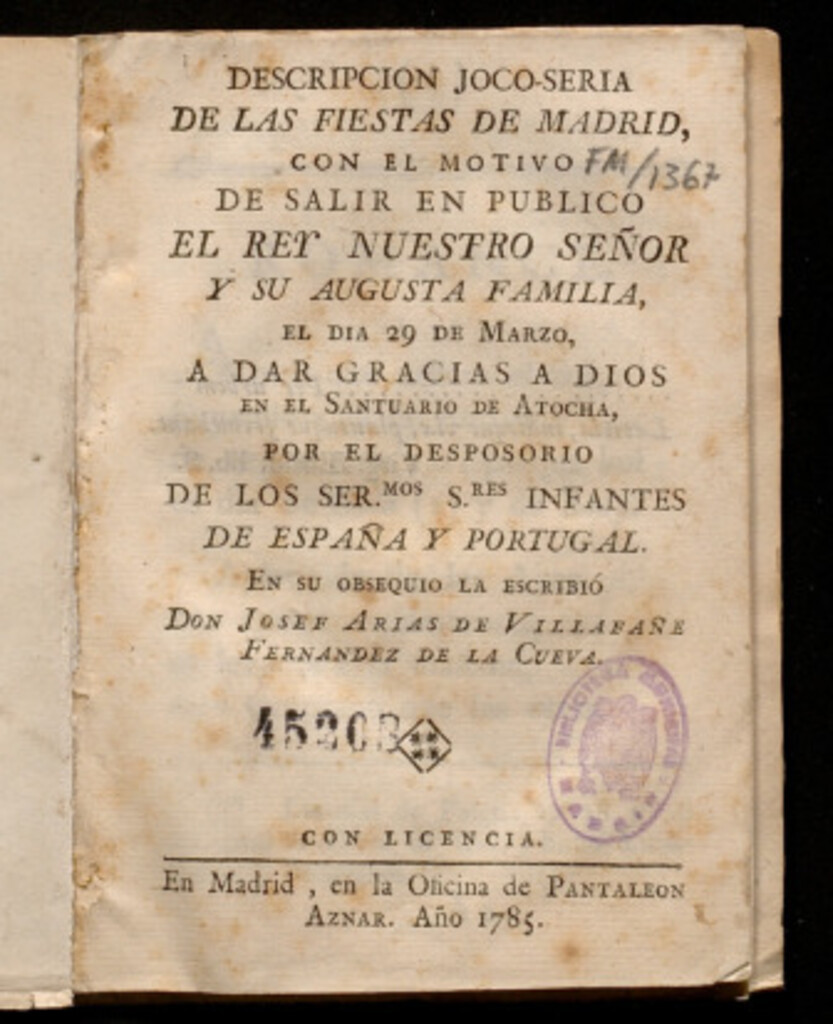 DESCRIPCION JOCO-SERIA
DE LAS FIESTAS DE MADRID,
CON EL MOTIVO
FM/1367
DE SALIR EN PUBLICO
EL REY NUESTRO SEÑOR
Y SU AUGUSTA FAMILIA,
EL DIA 29 DE MARZO,
A DAR GRACIAS A DIOS
EN EL SANTUARIO DE ATOCHA,
POR EL DESPOSORIO
DE LOS SER.MOS S.RES INFANTES
DE ESPAÑA Y PORTUGAL.
EN SU OBSEQUIO LA ESCRIBIÓ
DON JOSEF ARIAS DE VILLAFAÑE
FERNANDEZ DE LA CUEVA.
45203
BIBLIOTECA
MADRID
CON LICENCIA.
En Madrid, en la Oficina de PANTALEON
AZNAR. Año 1785.